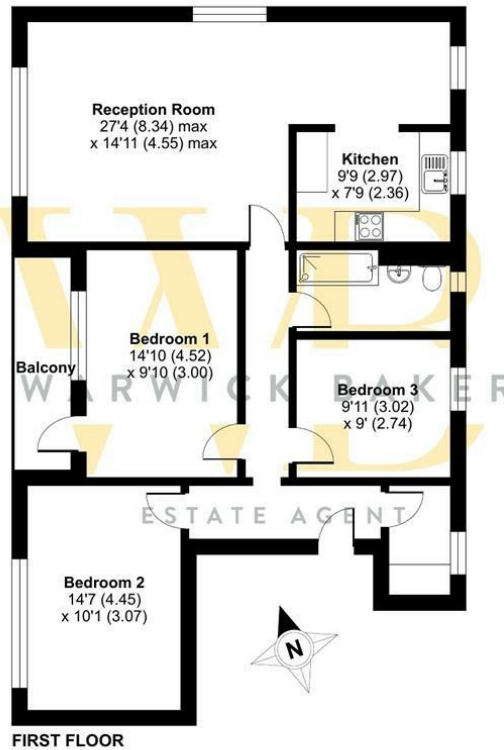 Reception Room
27'4 (8.34) max
x 14'11 (4.55) max
Kitchen
9'9 (2.97)
x 7'9 (2.36)
Bedroom 1
14'10 (4.52)
x 9'10 (3.00)
Balcony
WB
WARWICK BAKER
Bedroom 3
9'11 (3.02)
x 9' (2.74)
ESTATE AGENT
Bedroom 2
14'7 (4.45)
x 10'1 (3.07)
N
FIRST FLOOR